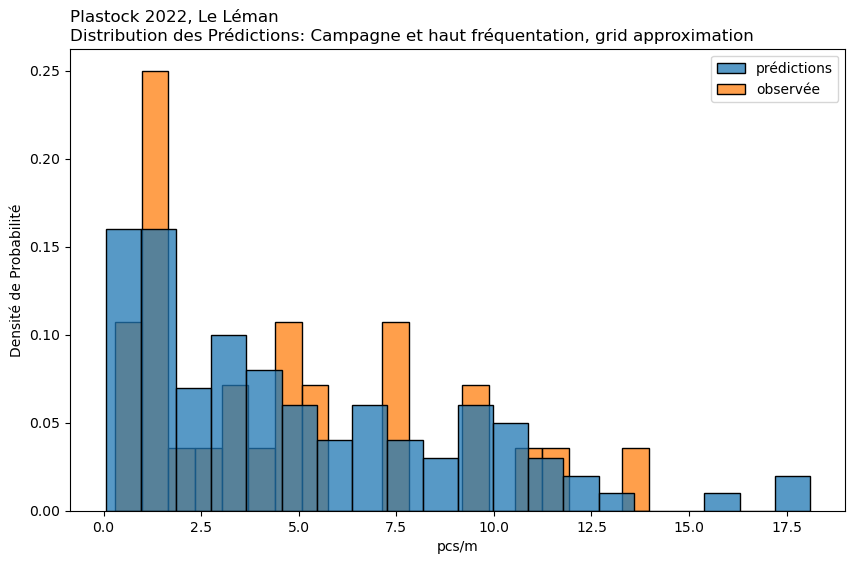 Plastock 2022, Le Léman
Distribution des Prédictions: Campagne et haut fréquentation, grid approximation
prédictions
observée
Densité de Probabilité
0.25
0.20
0.15
0.10
0.05
0.00
0.0 2.5 5.0 7.5 10.0 12.5 15.0 17.5
pcs/m